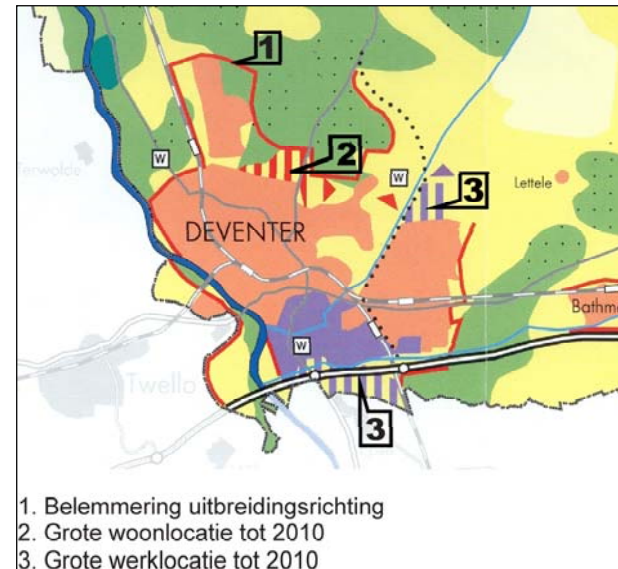 1
2
W
W
3
Lettele
DEVENTER
W
Twello
3
1. Belemmering uitbreidingsrichting
2. Grote woonlocatie tot 2010
3. Grote werklocatie tot 2010